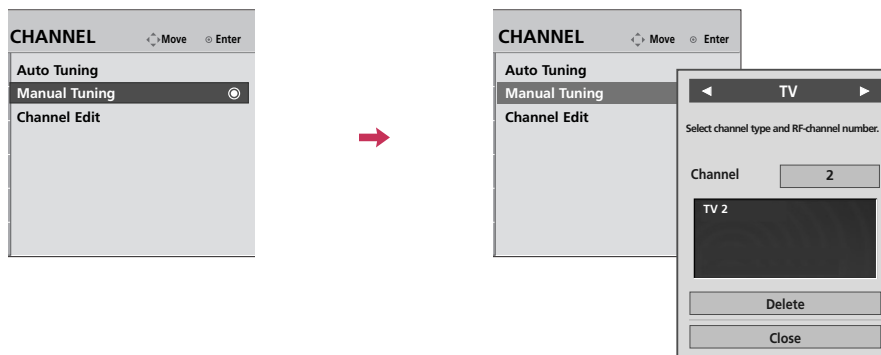 CHANNEL Move Enter
Auto Tuning
Manual Tuning
Channel Edit
CHANNEL Move Enter
Auto Tuning
Manual Tuning
Channel Edit
TV
Select channel type and RF-channel number.
Channel 2
TV 2
Delete
Close